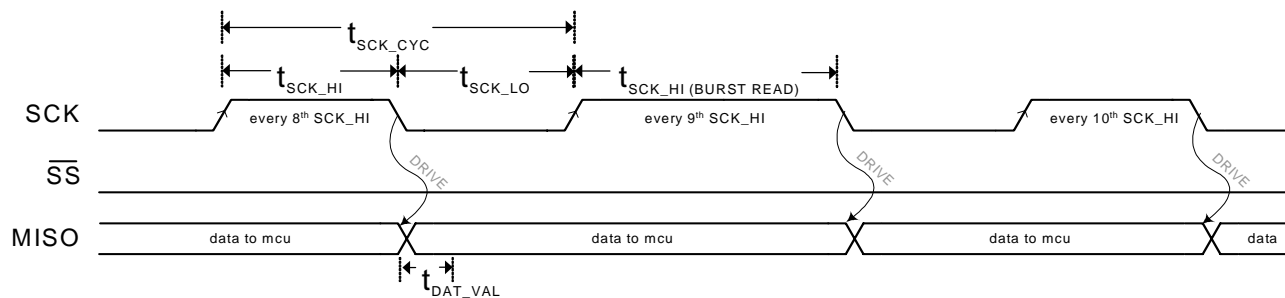 tSCK_CYC
tSCK_HI tSCK_LO tSCK_HI (BURST READ)
SCK every 8th SCK_HI every 9th SCK_HI every 10th SCK_HI
SS DRIVE DRIVE DRIVE
MISO data to mcu data to mcu data to mcu data
tDAT_VAL